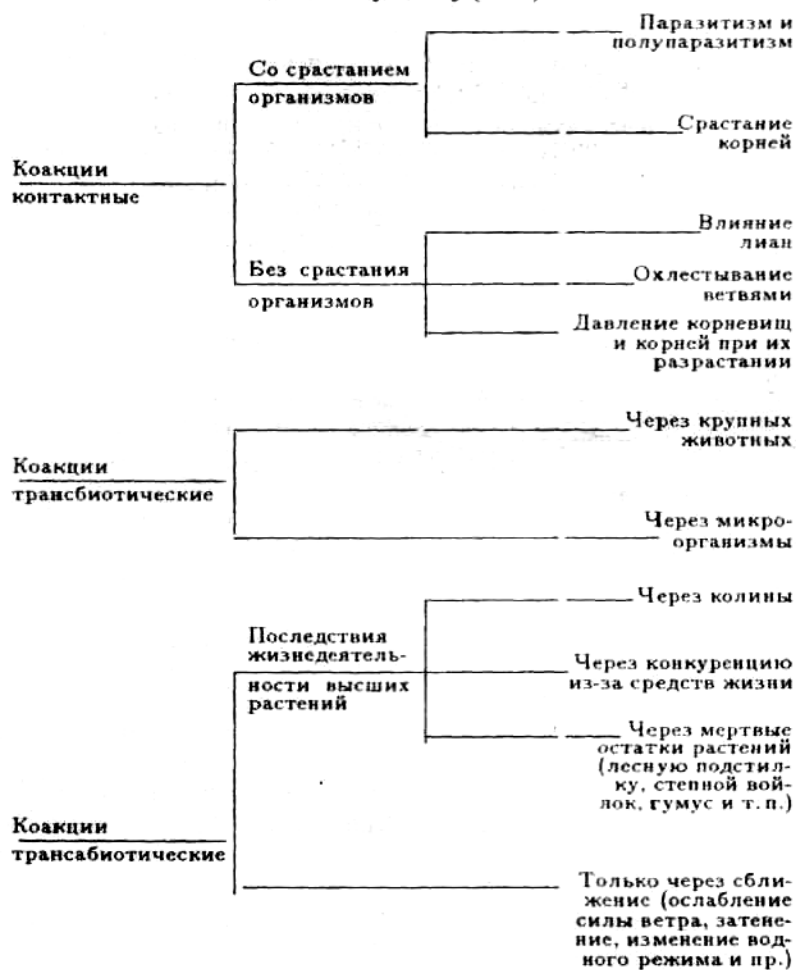 Паразитизм и
полупаразитизм
Со срастанием
организмов
Срастание
корней
Коакции
контактные
Влияние
лиан
Без срастания
организмов
Охлестывание
ветвями
Давление корневищ
и корней при их
разрастании
Через крупных
животных
Коакции
трансбиотические
Через микро-
организмы
Через колины
Последствия
жизнедеятель-
ности высших
растений
Через конкуренцию
из-за средств жизни
Через мертвые
остатки растений
(лесную подстил-
ку, степной вой-
лок, гумус и т. п.)
Коакции
трансабиотические
Только через сбли-
жение (ослабление
силы ветра, затене-
ние, изменение вод-
ного режима и пр.)